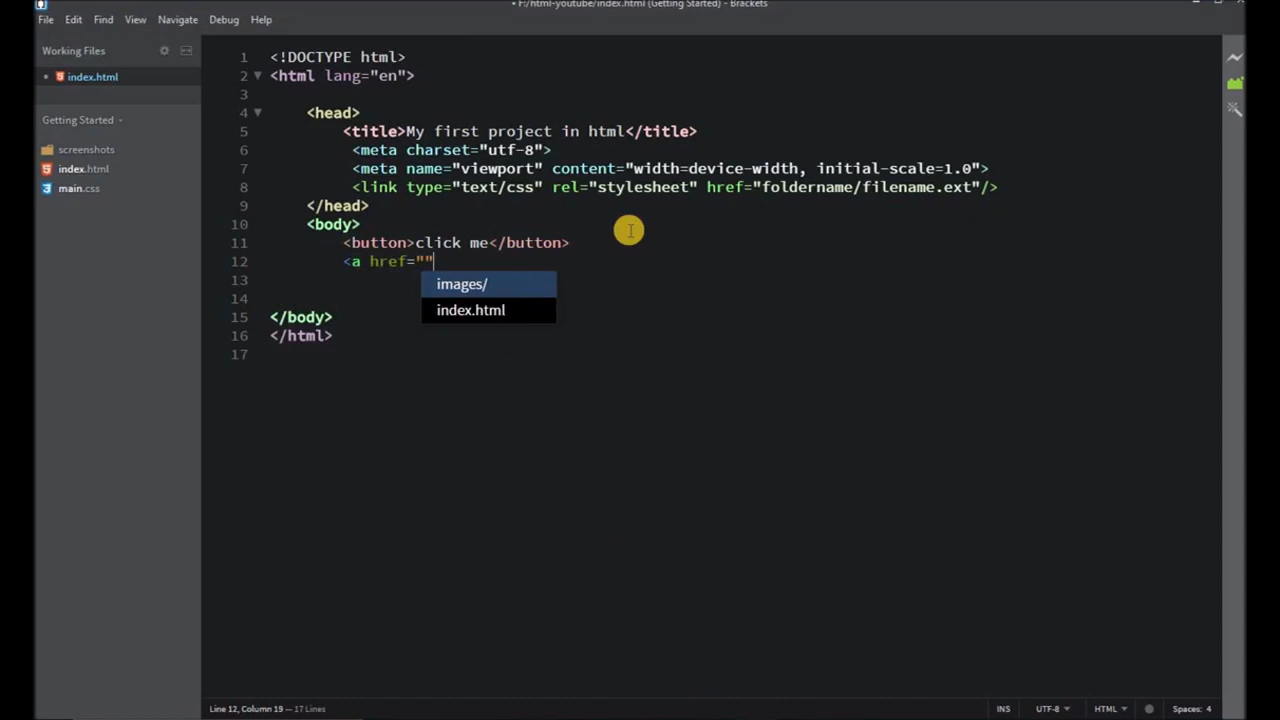 • F:/html-youtube/index.html (Getting Started) - Brackets
File Edit Find View Navigate Debug Help
Working Files
• index.html
Getting Started
screenshots
index.html
main.css
1 <!DOCTYPE html>
2 <html lang="en">
3
4 <head>
5 <title>My first project in html</title>
6 <meta charset="utf-8">
7 <meta name="viewport" content="width=device-width, initial-scale=1.0">
8 <link type="text/css" rel="stylesheet" href="foldername/filename.ext"/>
9 </head>
10 <body>
11 <button>click me</button>
12 <a href=""
images/
13
index.html
14
15 </body>
16 </html>
17
Line 12, Column 19 — 17 Lines
INS UTF-8 HTML Spaces: 4